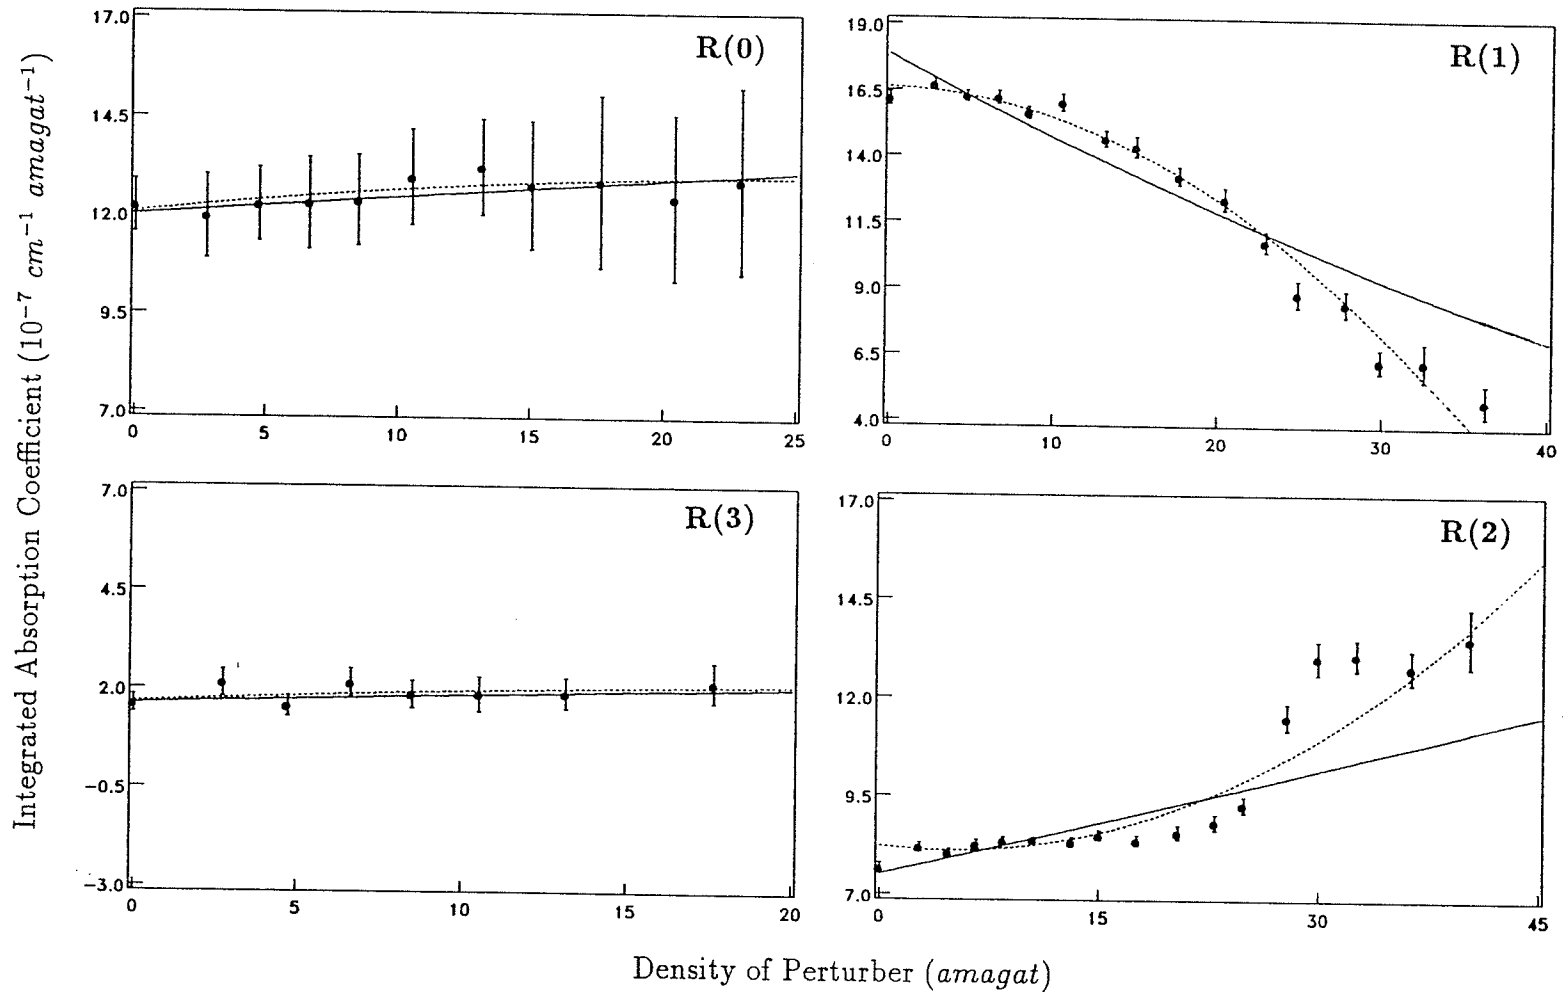 Integrated Absorption Coefficient (10⁻⁷ cm⁻¹ amagat⁻¹)
R(0)
17.0
14.5
12.0
9.5
7.0
0 5 10 15 20 25
R(1)
19.0
16.5
14.0
11.5
9.0
6.5
4.0
0 10 20 30 40
R(3)
7.0
4.5
2.0
−0.5
−3.0
0 5 10 15 20
R(2)
17.0
14.5
12.0
9.5
7.0
0 15 30 45
Density of Perturber (amagat)